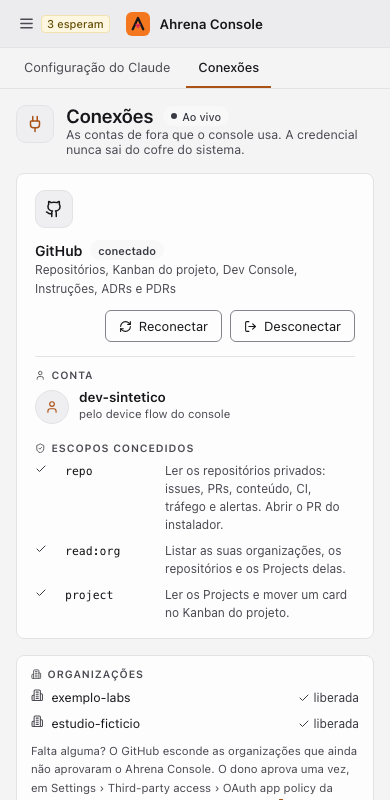 3 esperam
Ahrena Console
Configuração do Claude
Conexões
Conexões
Ao vivo
As contas de fora que o console usa. A credencial
nunca sai do cofre do sistema.
GitHub
conectado
Repositórios, Kanban do projeto, Dev Console,
Instruções, ADRs e PDRs
Reconectar
Desconectar
CONTA
dev-sintetico
pelo device flow do console
ESCOPOS CONCEDIDOS
repo
Ler os repositórios privados:
issues, PRs, conteúdo, CI,
tráfego e alertas. Abrir o PR do
instalador.
read:org
Listar as suas organizações, os
repositórios e os Projects delas.
project
Ler os Projects e mover um card
no Kanban do projeto.
ORGANIZAÇÕES
exemplo-labs
liberada
estudio-ficticio
liberada
Falta alguma? O GitHub esconde as organizações que ainda
não aprovaram o Ahrena Console. O dono aprova uma vez,
em Settings › Third-party access › OAuth app policy da